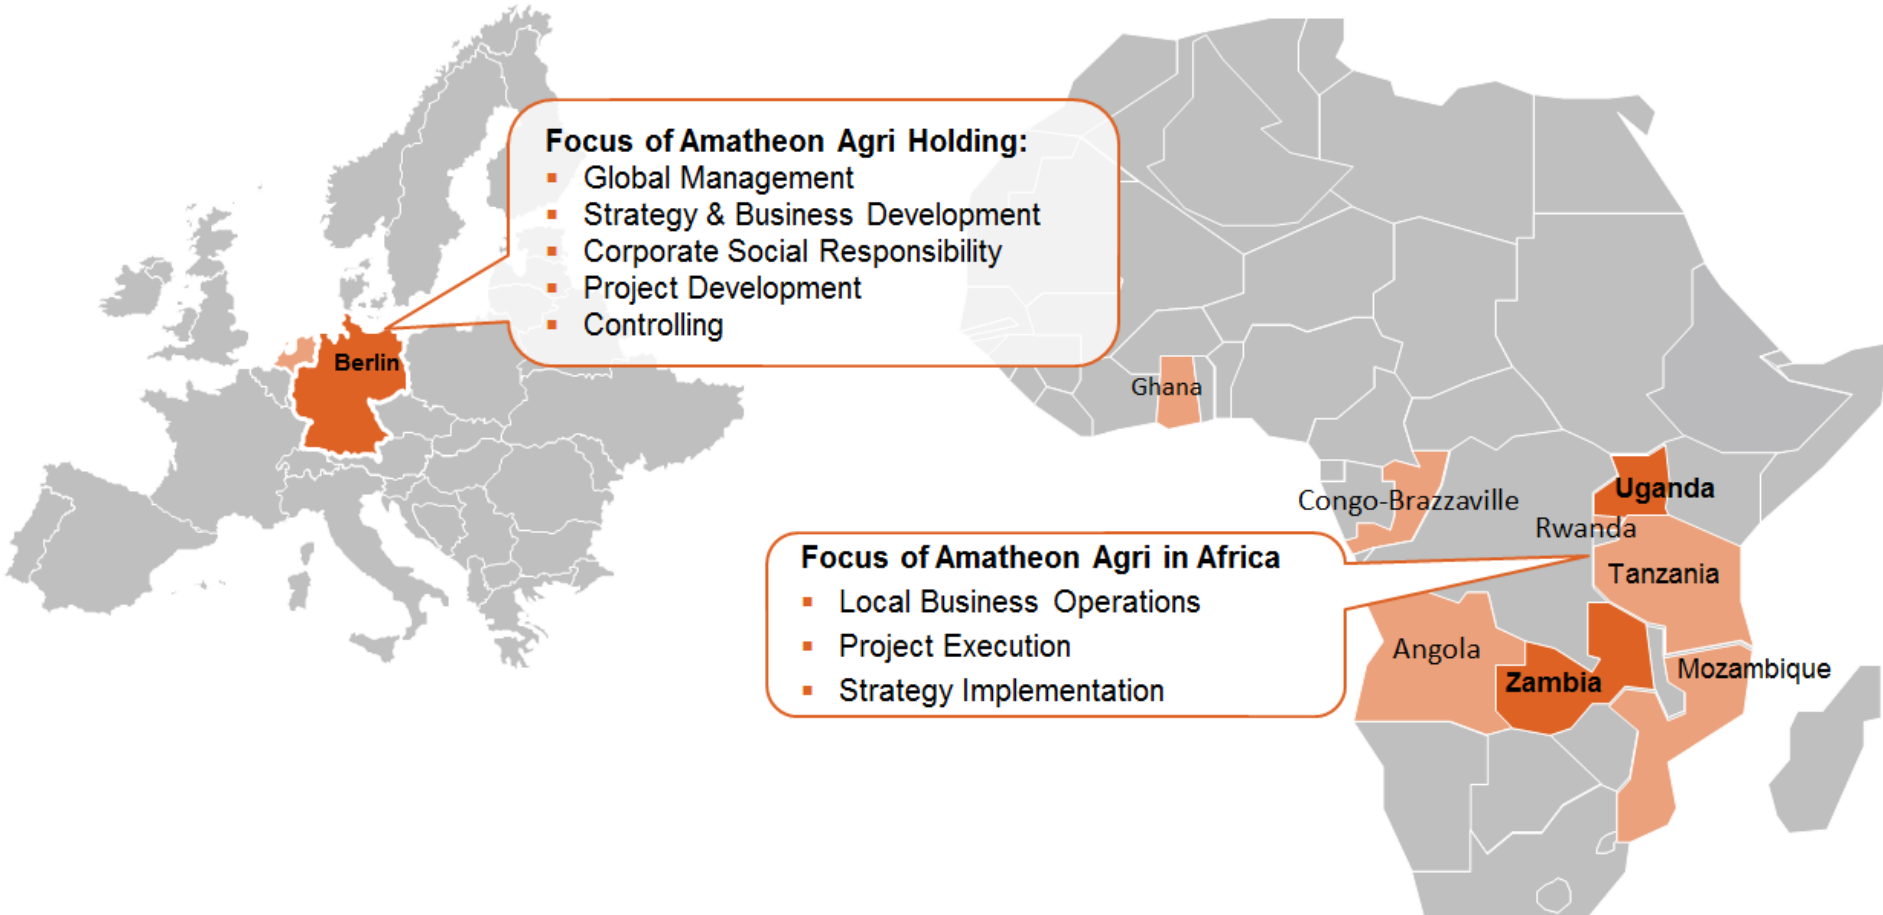 Focus of Amatheon Agri Holding:
▪ Global Management
▪ Strategy & Business Development
▪ Corporate Social Responsibility
▪ Project Development
▪ Controlling
Berlin
Ghana
Congo-Brazzaville
Uganda
Rwanda
Tanzania
Focus of Amatheon Agri in Africa
▪ Local Business Operations
▪ Project Execution
▪ Strategy Implementation
Angola
Zambia
Mozambique